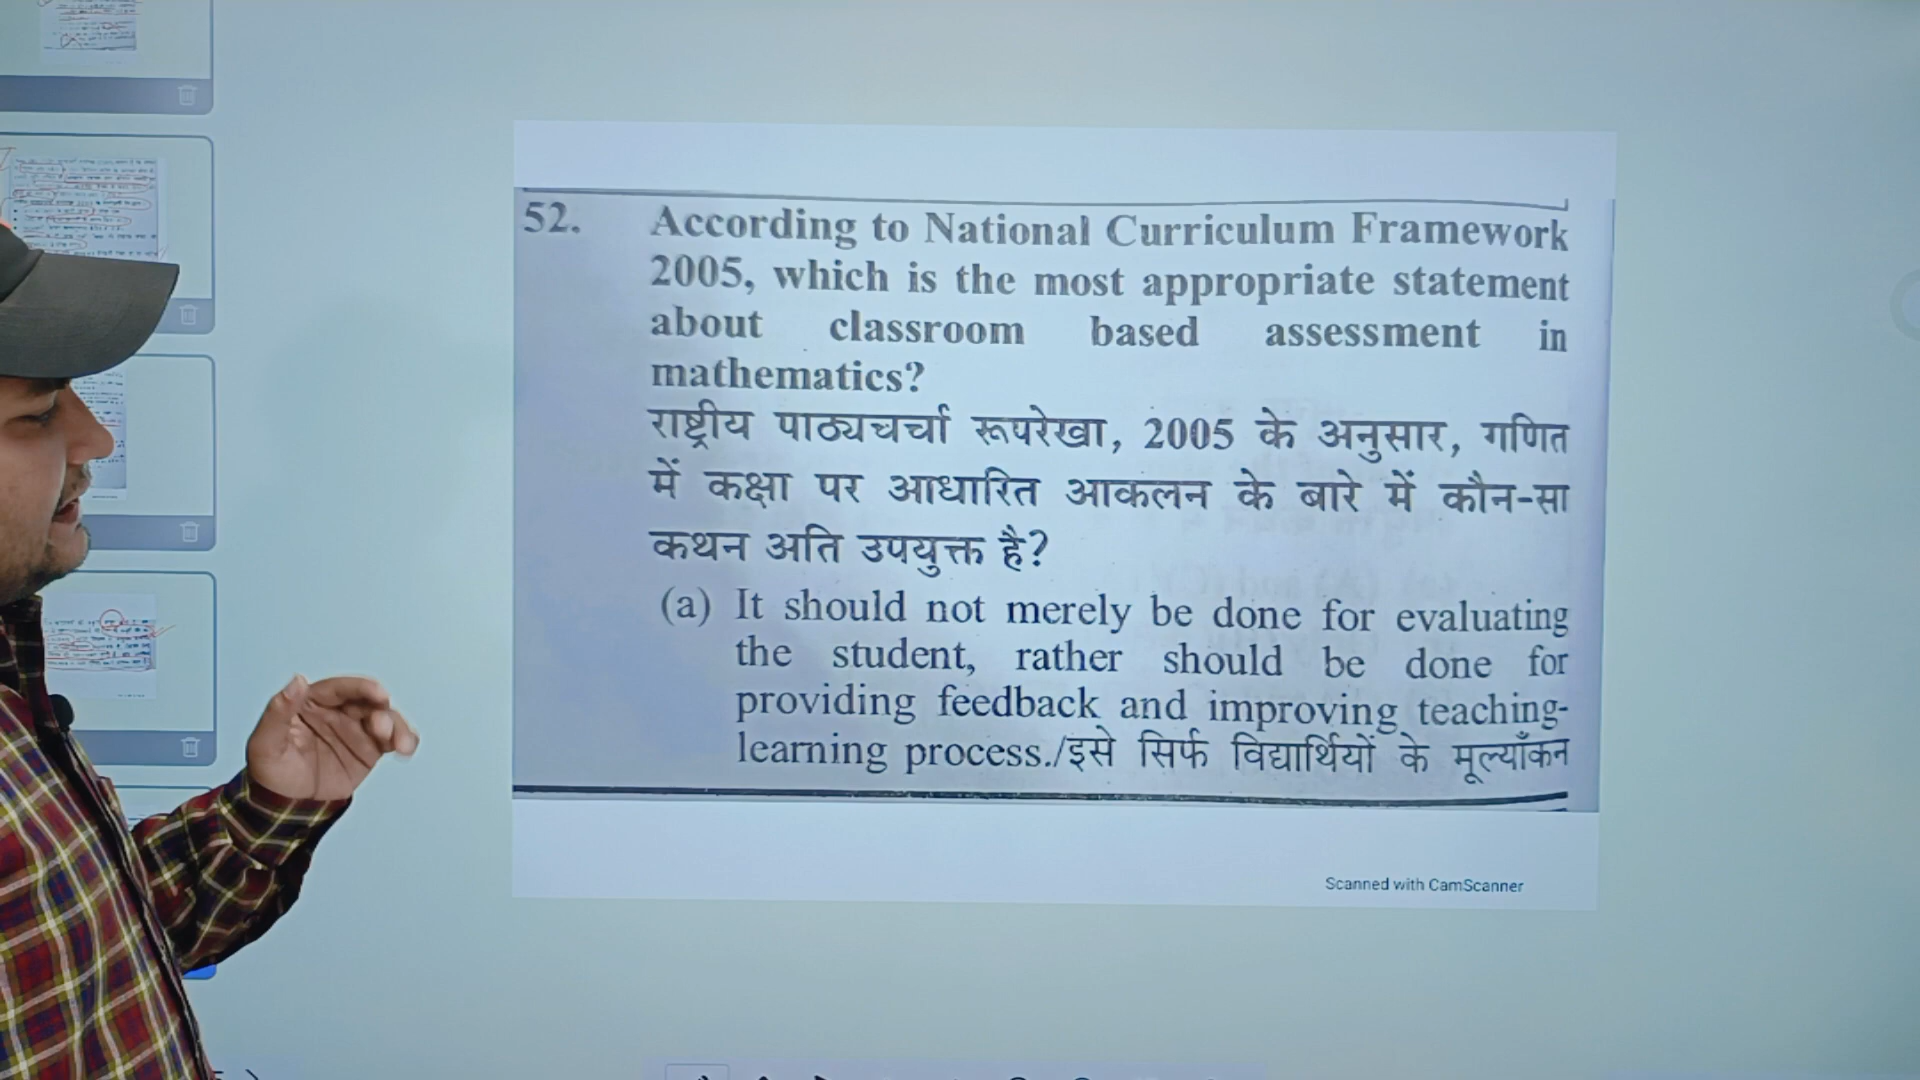 52. According to National Curriculum Framework
2005, which is the most appropriate statement
about classroom based assessment in
mathematics?
राष्ट्रीय पाठ्यचर्चा रूपरेखा, 2005 के अनुसार, गणित
में कक्षा पर आधारित आकलन के बारे में कौन-सा
कथन अति उपयुक्त है?
(a) It should not merely be done for evaluating
the student, rather should be done for
providing feedback and improving teaching-
learning process./इसे सिर्फ विद्यार्थियों के मूल्याँकन
Scanned with CamScanner